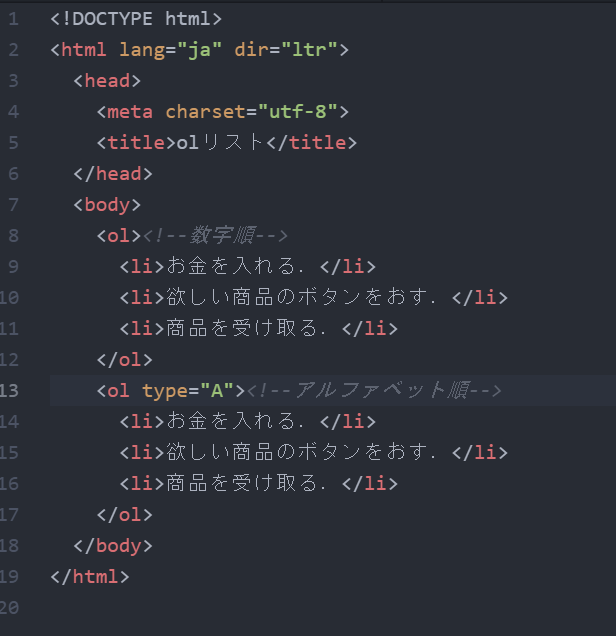 1 <!DOCTYPE html>
2 <html lang="ja" dir="ltr">
3   <head>
4     <meta charset="utf-8">
5     <title>olリスト</title>
6   </head>
7   <body>
8     <ol><!--数字順-->
9       <li>お金を入れる．</li>
10       <li>欲しい商品のボタンをおす．</li>
11       <li>商品を受け取る．</li>
12     </ol>
13     <ol type="A"><!--アルファベット順-->
14       <li>お金を入れる．</li>
15       <li>欲しい商品のボタンをおす．</li>
16       <li>商品を受け取る．</li>
17     </ol>
18   </body>
19 </html>
20